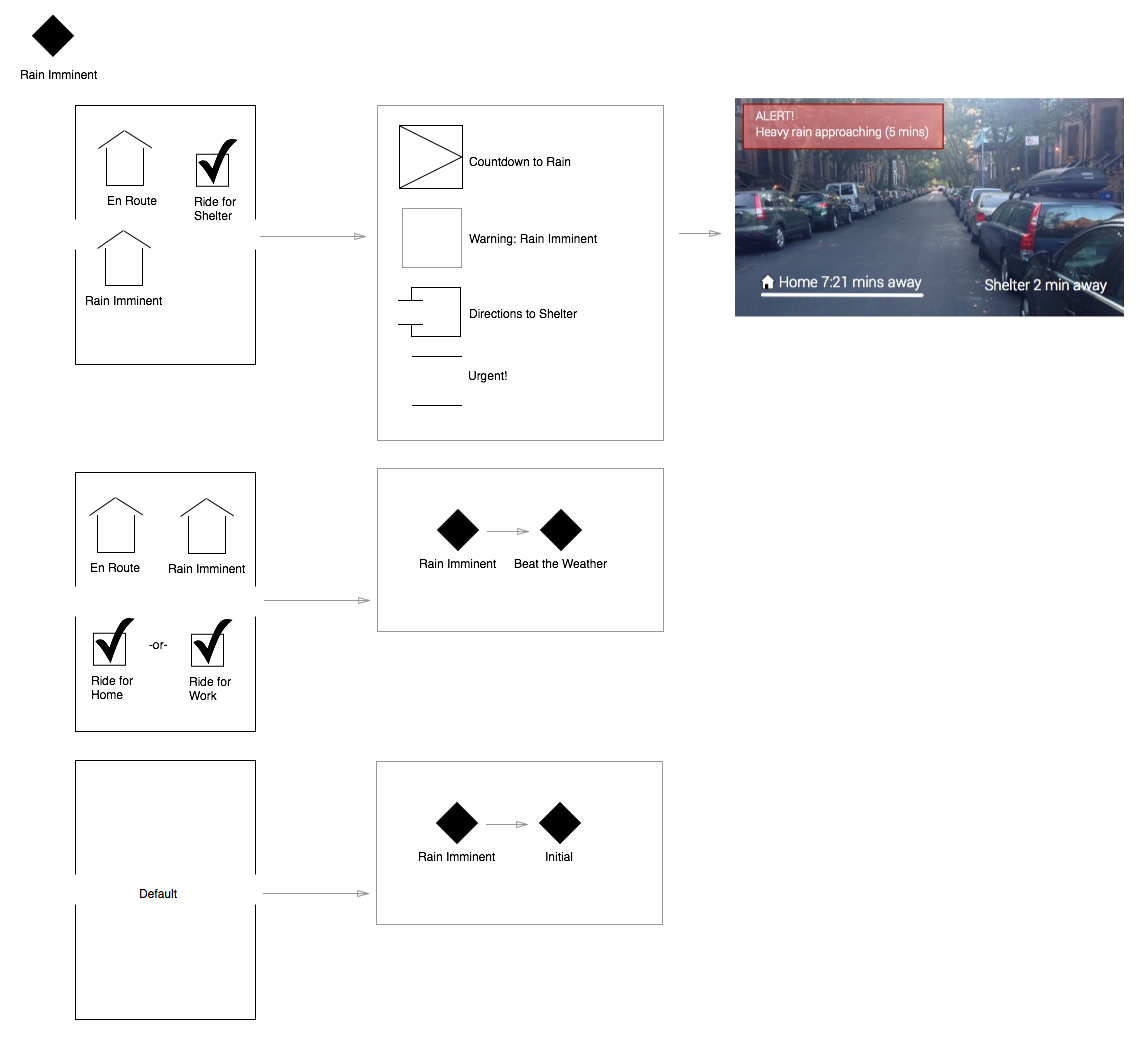 Rain Imminent
En Route
Ride for
Shelter
Rain Imminent
Countdown to Rain
Warning: Rain Imminent
Directions to Shelter
Urgent!
ALERT!
Heavy rain approaching (5 mins)
Home 7:21 mins away
Shelter 2 min away
En Route
Rain Imminent
-or-
Ride for
Home
Ride for
Work
Rain Imminent
Beat the Weather
Default
Rain Imminent
Initial